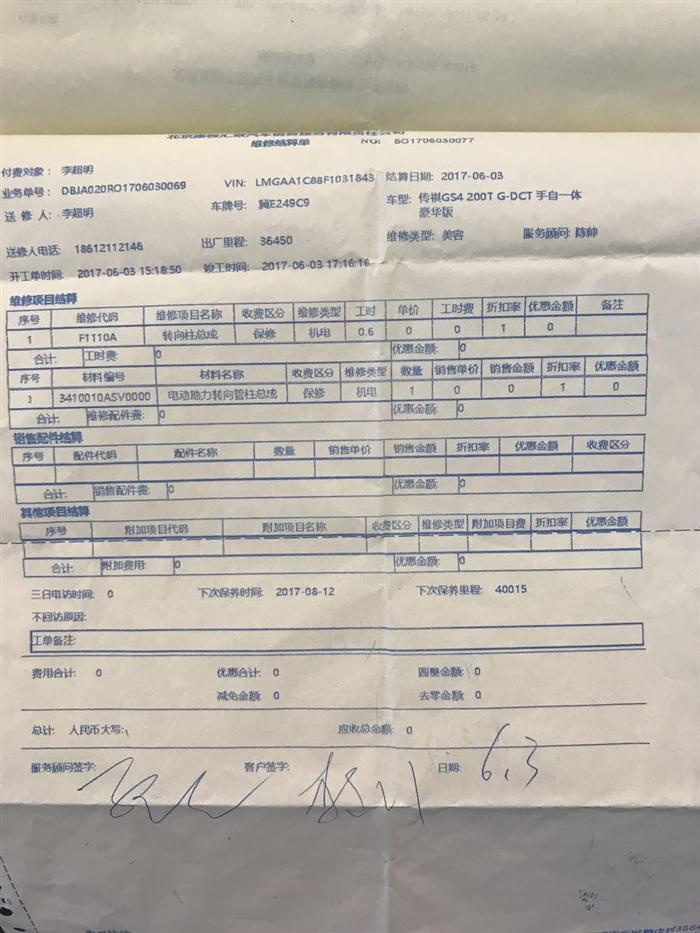 维修结算单 NO: BO1706030077
付费对象: 李超明
业务单号: DBJA020RO1706030069 VIN: LMGAA1C88F1031843 结算日期: 2017-06-03
送修人: 李超明 车牌号: 冀E249C9 车型: 传祺GS4 200T G-DCT 手自一体
豪华版
送修人电话: 18612112146 出厂里程: 36450 维修类型: 美容 服务顾问: 陈帅
开工单时间: 2017-06-03 15:18:50 竣工时间: 2017-06-03 17:16:16
维修项目结算
序号 维修代码 维修项目名称 收费区分 维修类型 工时 单价 工时费 折扣率 优惠金额 备注
1 F1110A 转向柱总成 保修 机电 0.6 0 0 1 0
合计: 工时费: 0 优惠金额: 0
序号 材料编号 材料名称 收费区分 维修类型 数量 销售单价 销售金额 折扣率 优惠金额
1 3410010ASV0000 电动助力转向管柱总成 保修 机电 1 0 0 1 0
合计: 维修配件费: 0 优惠金额: 0
销售配件结算
序号 配件代码 配件名称 数量 销售单价 销售金额 折扣率 优惠金额 收费区分
合计: 销售配件费: 0 优惠金额: 0
其他项目结算
序号 附加项目代码 附加项目名称 收费区分 维修类型 附加项目费 折扣率 优惠金额
合计: 附加费用: 0 优惠金额: 0
三日电访时间: 0 下次保养时间: 2017-08-12 下次保养里程: 40015
不回访原因:
工单备注:
费用合计: 0 优惠合计: 0 圆整金额: 0
减免金额: 0 去零金额: 0
总计: 人民币大写: 应收总金额: 0
服务顾问签字: 客户签字: 日期: 6.3